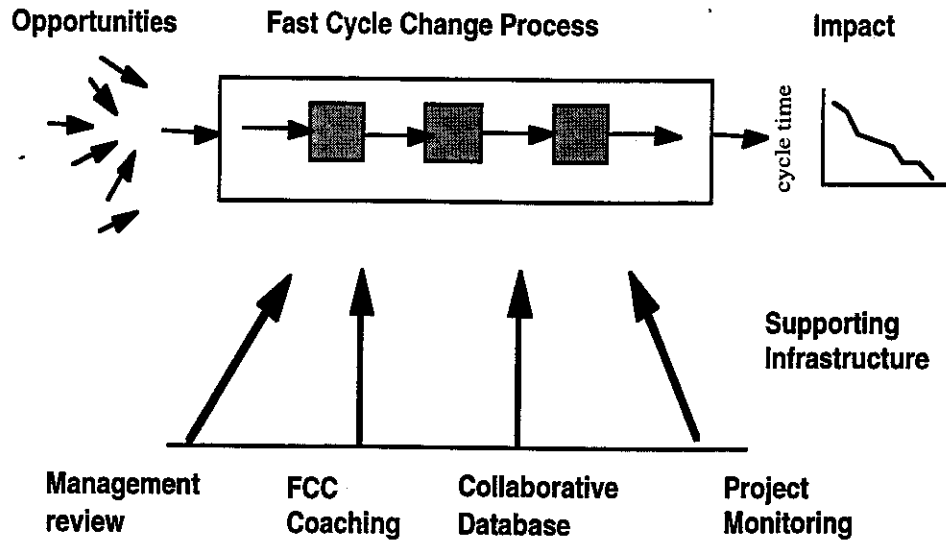 Opportunities
Fast Cycle Change Process
Impact
cycle time
Supporting
Infrastructure
Management
review
FCC
Coaching
Collaborative
Database
Project
Monitoring